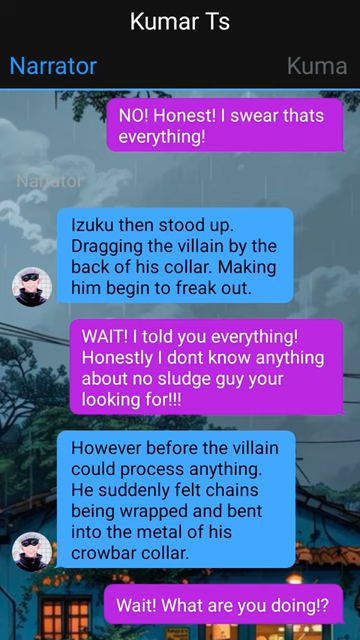 Kumar Ts
Narrator
Kuma
NO! Honest! I swear thats
everything!
Narrator
Izuku then stood up.
Dragging the villain by the
back of his collar. Making
him begin to freak out.
WAIT! I told you everything!
Honestly I dont know anything
about no sludge guy your
looking for!!!
However before the villain
could process anything.
He suddenly felt chains
being wrapped and bent
into the metal of his
crowbar collar.
Wait! What are you doing!?